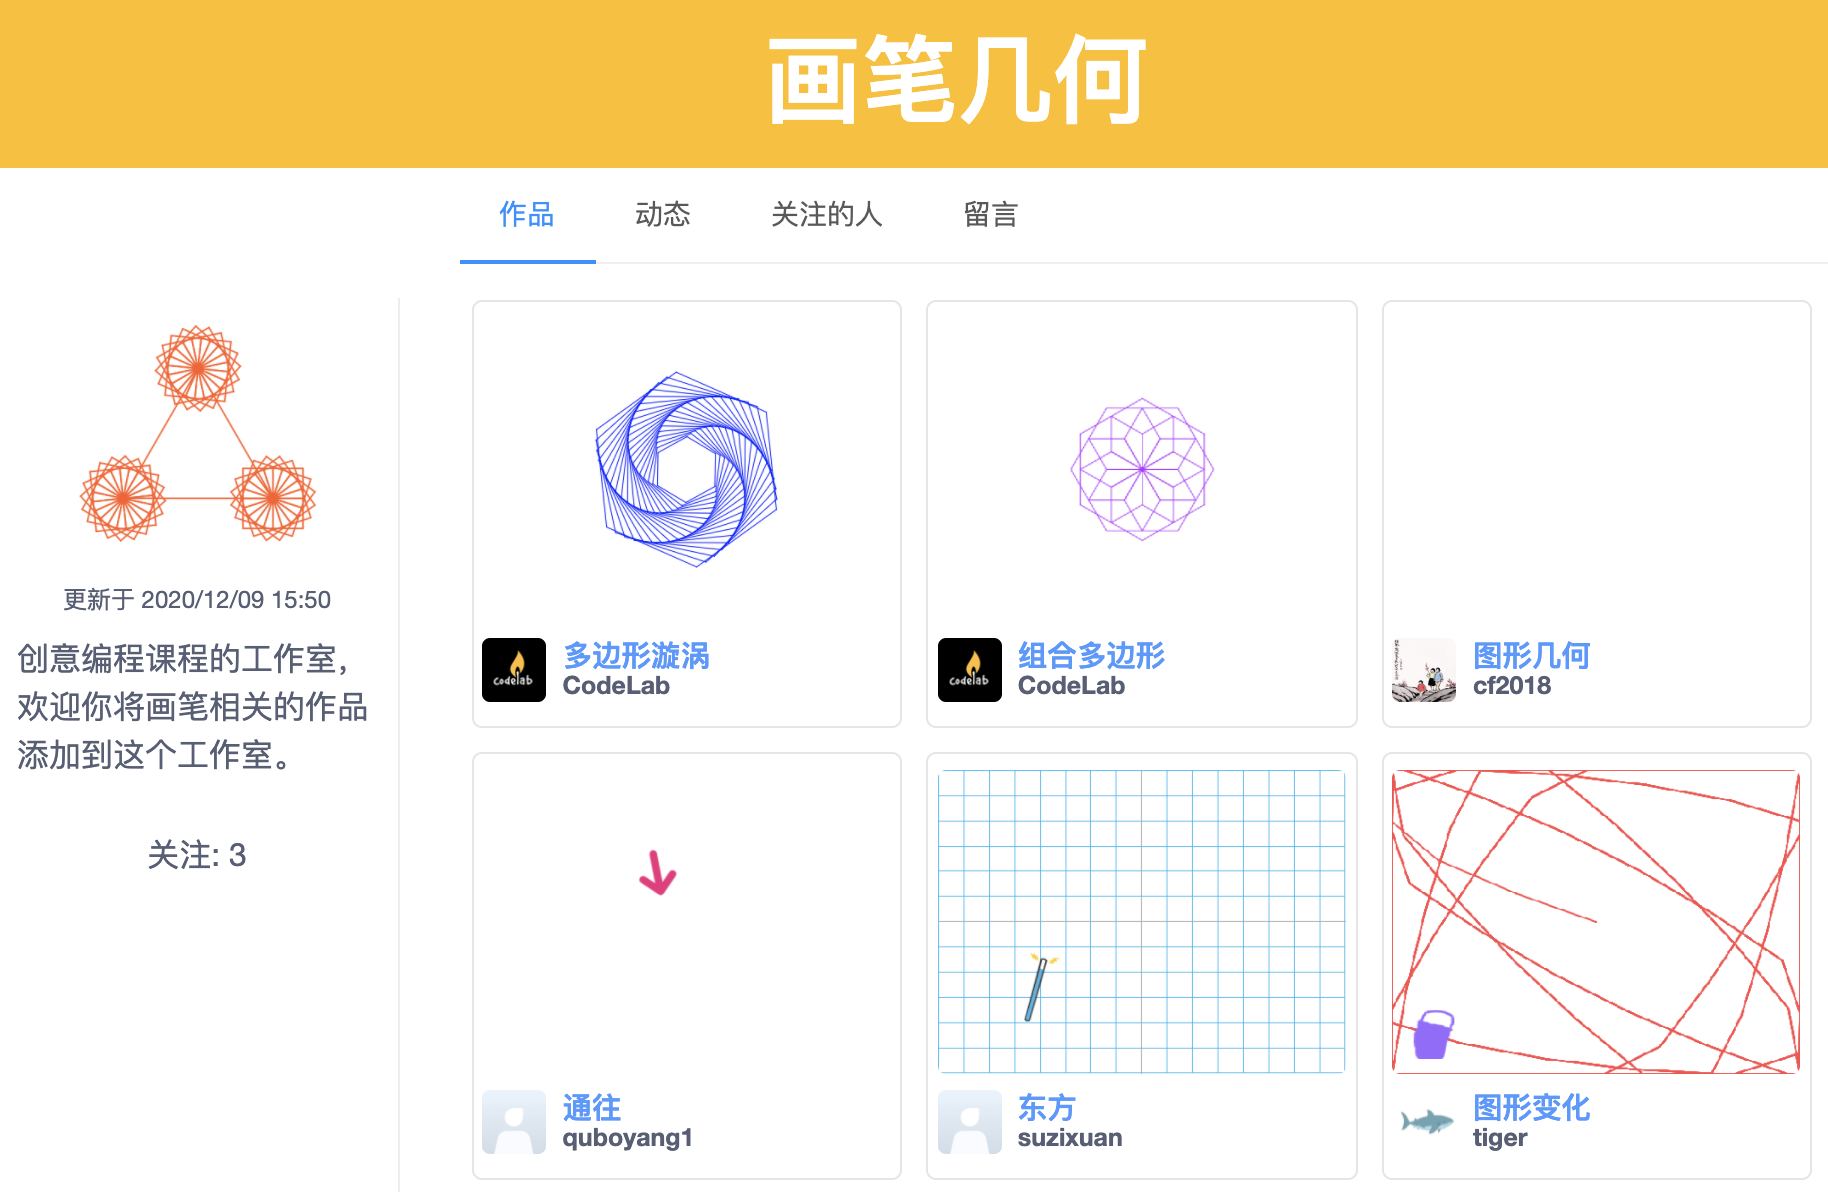 画笔几何
作品
动态
关注的人
留言
更新于 2020/12/09 15:50
创意编程课程的工作室，
欢迎你将画笔相关的作品
添加到这个工作室。
关注: 3
codelab
多边形漩涡
CodeLab
codelab
组合多边形
CodeLab
图形几何
cf2018
通往
quboyang1
东方
suzixuan
图形变化
tiger